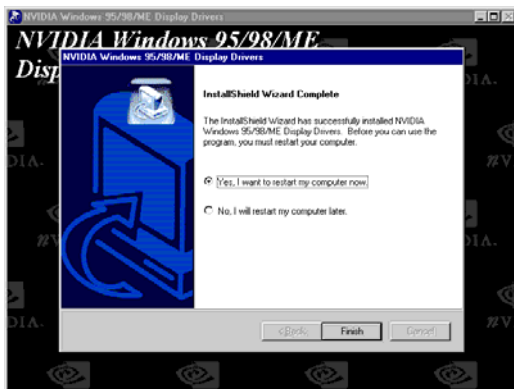 NVIDIA Windows 95/98/ME Display Drivers
NVIDIA Windows 95/98/ME
Disp
NVIDIA Windows 95/98/ME Display Drivers
InstallShield Wizard Complete
The InstallShield Wizard has successfully installed NVIDIA
Windows 95/98/ME Display Drivers. Before you can use the
program, you must restart your computer.
Yes, I want to restart my computer now.
No, I will restart my computer later.
< Back
Finish
Cancel